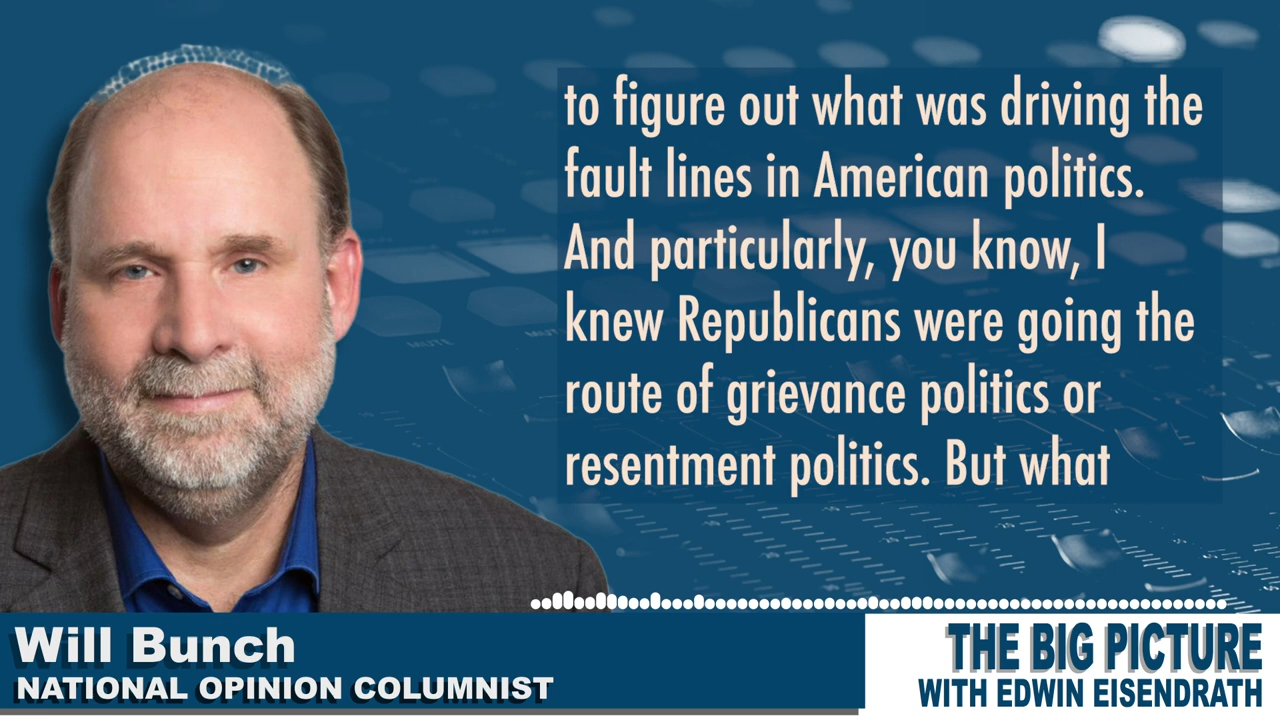 to figure out what was driving the
fault lines in American politics.
And particularly, you know, I
knew Republicans were going the
route of grievance politics or
resentment politics. But what
MUTE
Will Bunch
NATIONAL OPINION COLUMNIST
THE BIG PICTURE
WITH EDWIN EISENDRATH